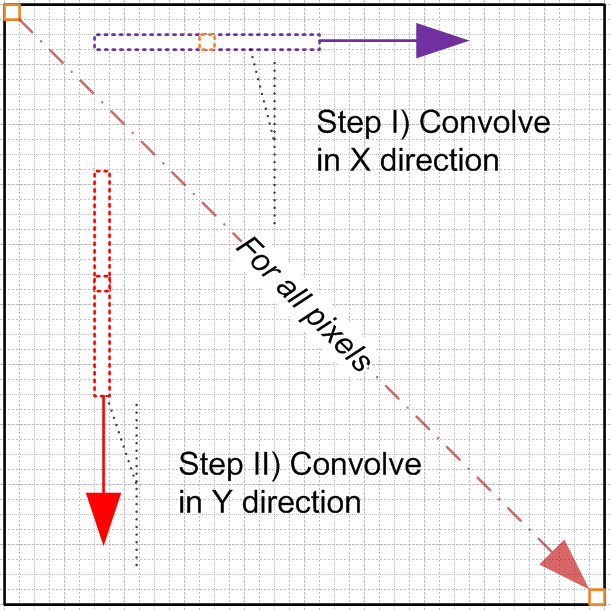 Step I) Convolve
in X direction
For all pixels
Step II) Convolve
in Y direction